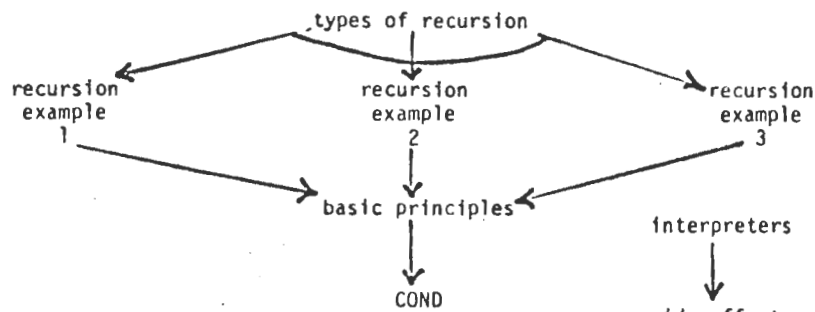 types of recursion
recursion
example
1
recursion
example
2
recursion
example
3
basic principles
interpreters
COND